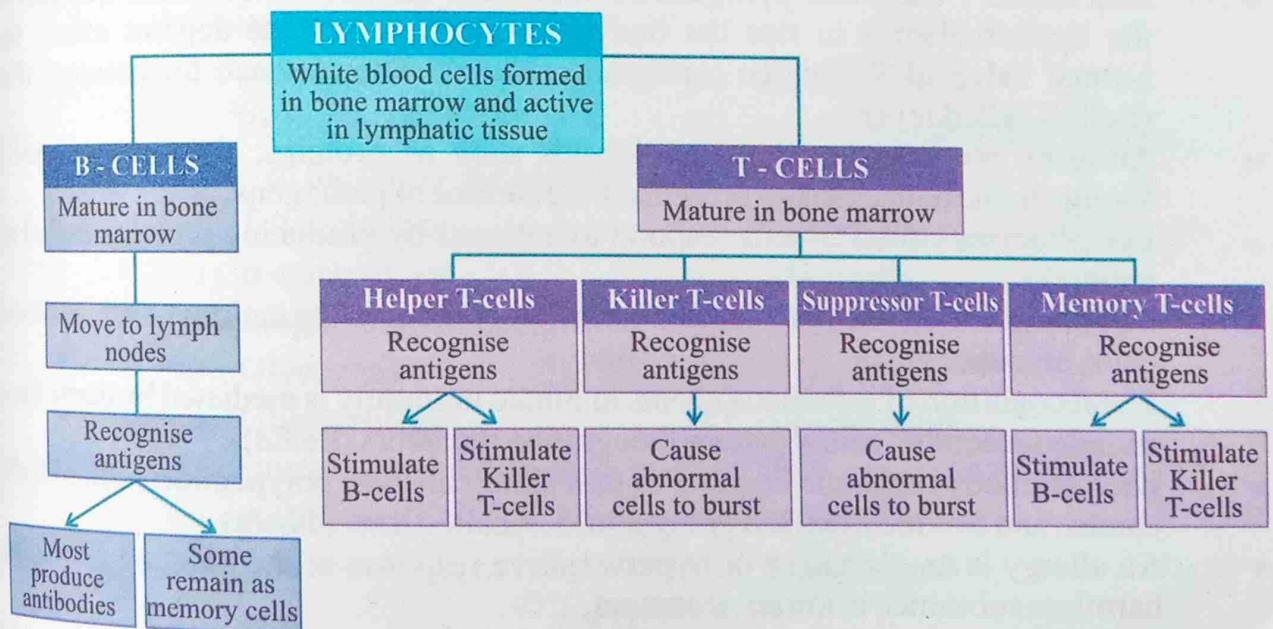 LYMPHOCYTES
White blood cells formed
in bone marrow and active
in lymphatic tissue
B - CELLS
Mature in bone
marrow
Move to lymph
nodes
Recognise
antigens
Most
produce
antibodies
Some
remain as
memory cells
T - CELLS
Mature in bone marrow
Helper T-cells
Recognise
antigens
Stimulate
B-cells
Stimulate
Killer
T-cells
Killer T-cells
Recognise
antigens
Cause
abnormal
cells to burst
Suppressor T-cells
Recognise
antigens
Cause
abnormal
cells to burst
Memory T-cells
Recognise
antigens
Stimulate
B-cells
Stimulate
Killer
T-cells